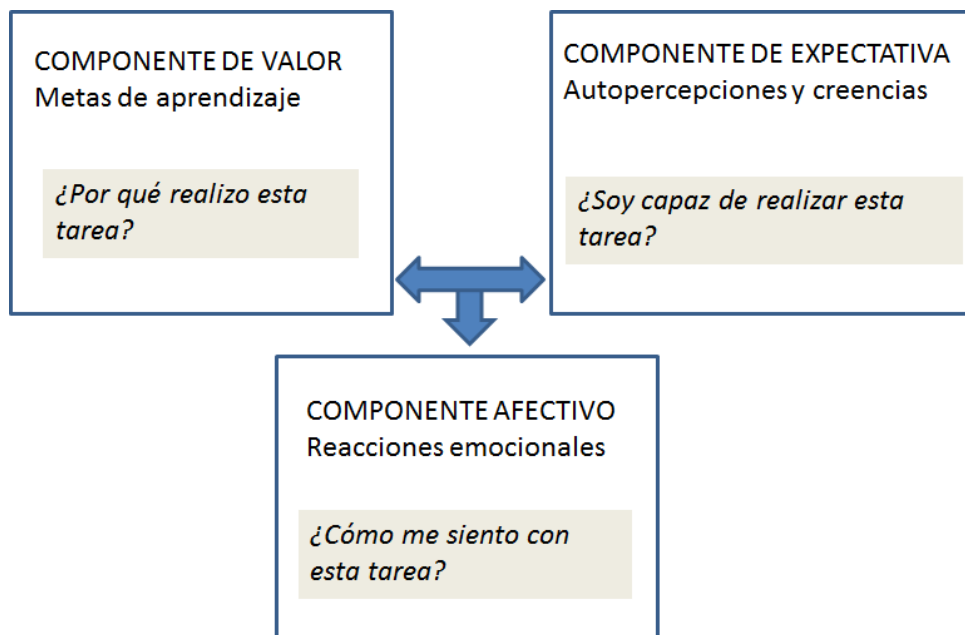 COMPONENTE DE VALOR
Metas de aprendizaje
¿Por qué realizo esta
tarea?
COMPONENTE DE EXPECTATIVA
Autopercepciones y creencias
¿Soy capaz de realizar esta
tarea?
COMPONENTE AFECTIVO
Reacciones emocionales
¿Cómo me siento con
esta tarea?